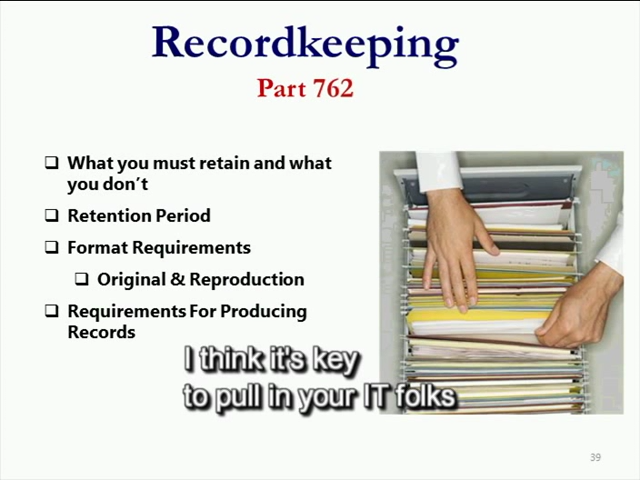 Recordkeeping
Part 762
❑ What you must retain and what
you don't
❑ Retention Period
❑ Format Requirements
❑ Original & Reproduction
❑ Requirements For Producing
Records
I think it's key
to pull in your IT folks
39